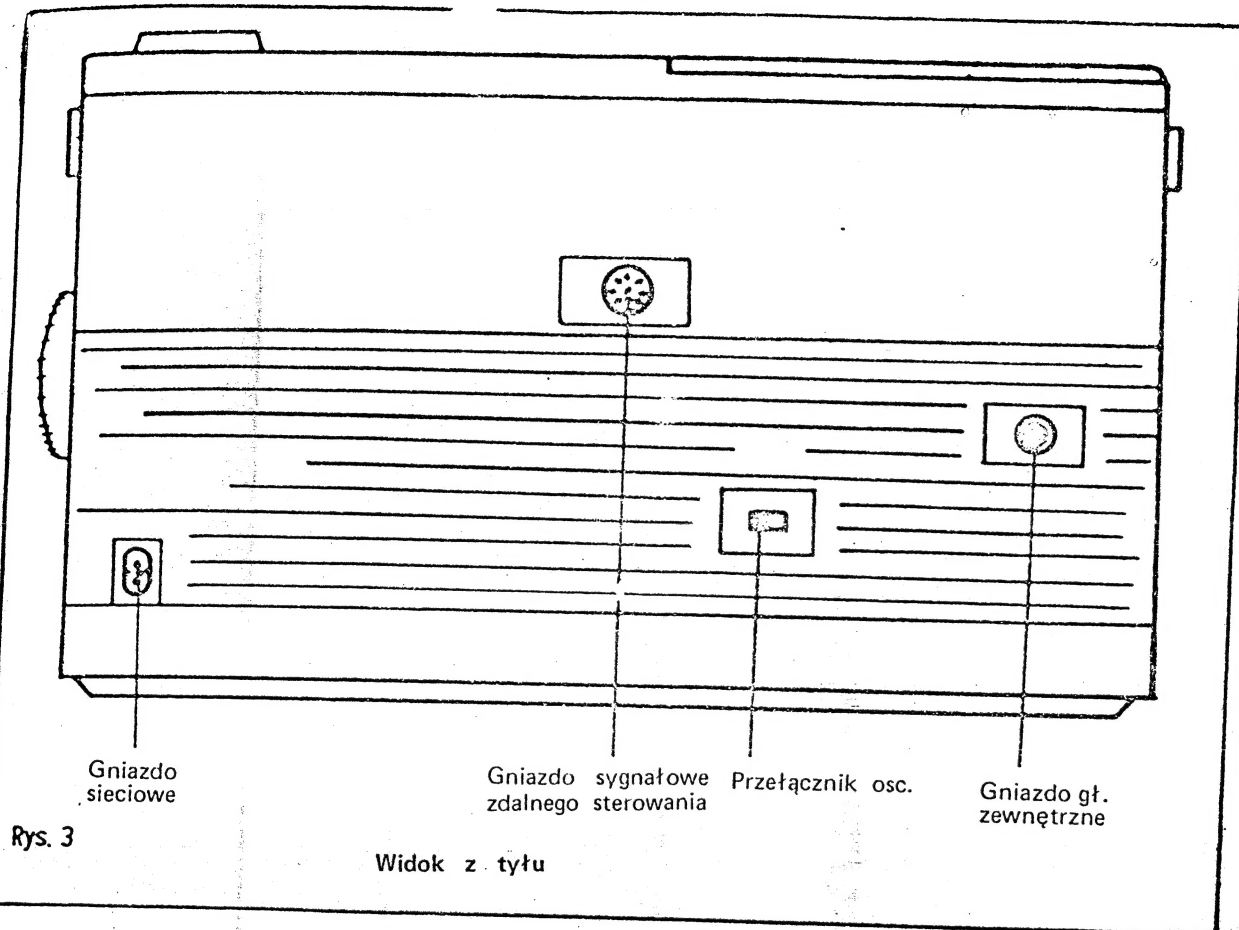 Gniazdo
sieciowe
Gniazdo sygnałowe
zdalnego sterowania
Przełącznik osc.
Gniazdo gł.
zewnętrzne
Rys. 3
Widok z tyłu